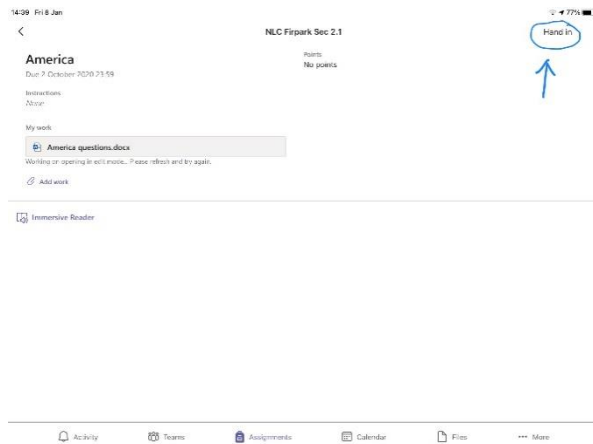 14:39 Fri 8 Jan
77%
NLC Firpark Sec 2.1
Hand in
America
Due 2 October 2020 23:59
Points
No points
Instructions
None
My work
America questions.docx
Working on opening in edit mode... Please refresh and try again.
Add work
Immersive Reader
Activity
Teams
Assignments
Calendar
Files
More